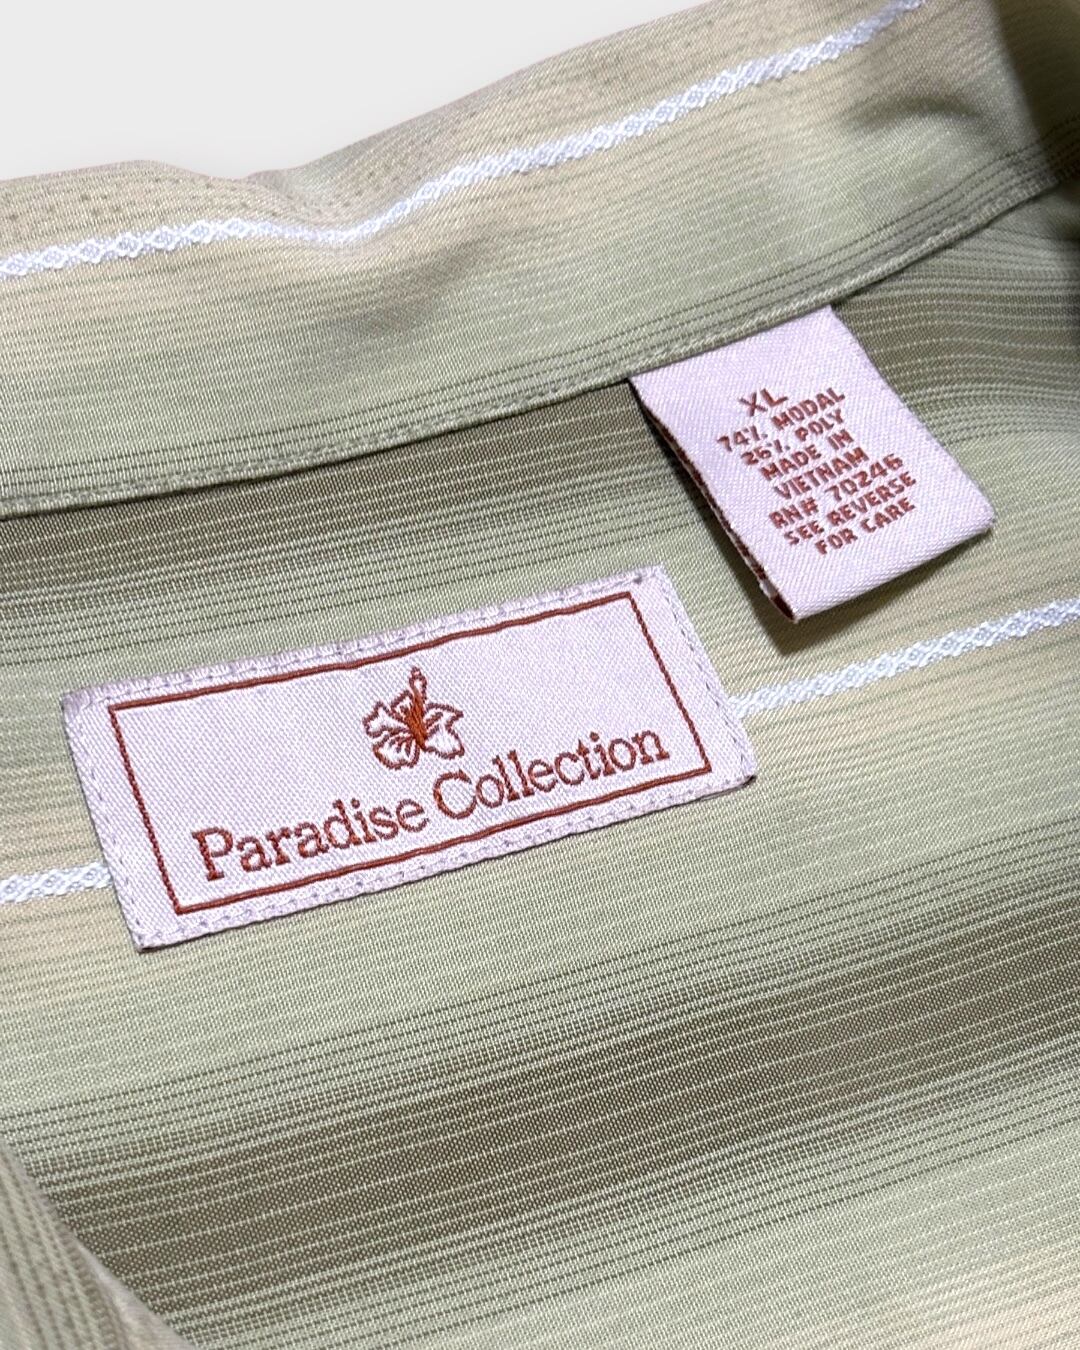 XL
74% MODAL
26% POLY
MADE IN
VIETNAM
RN# 70246
SEE REVERSE
FOR CARE
Paradise Collection